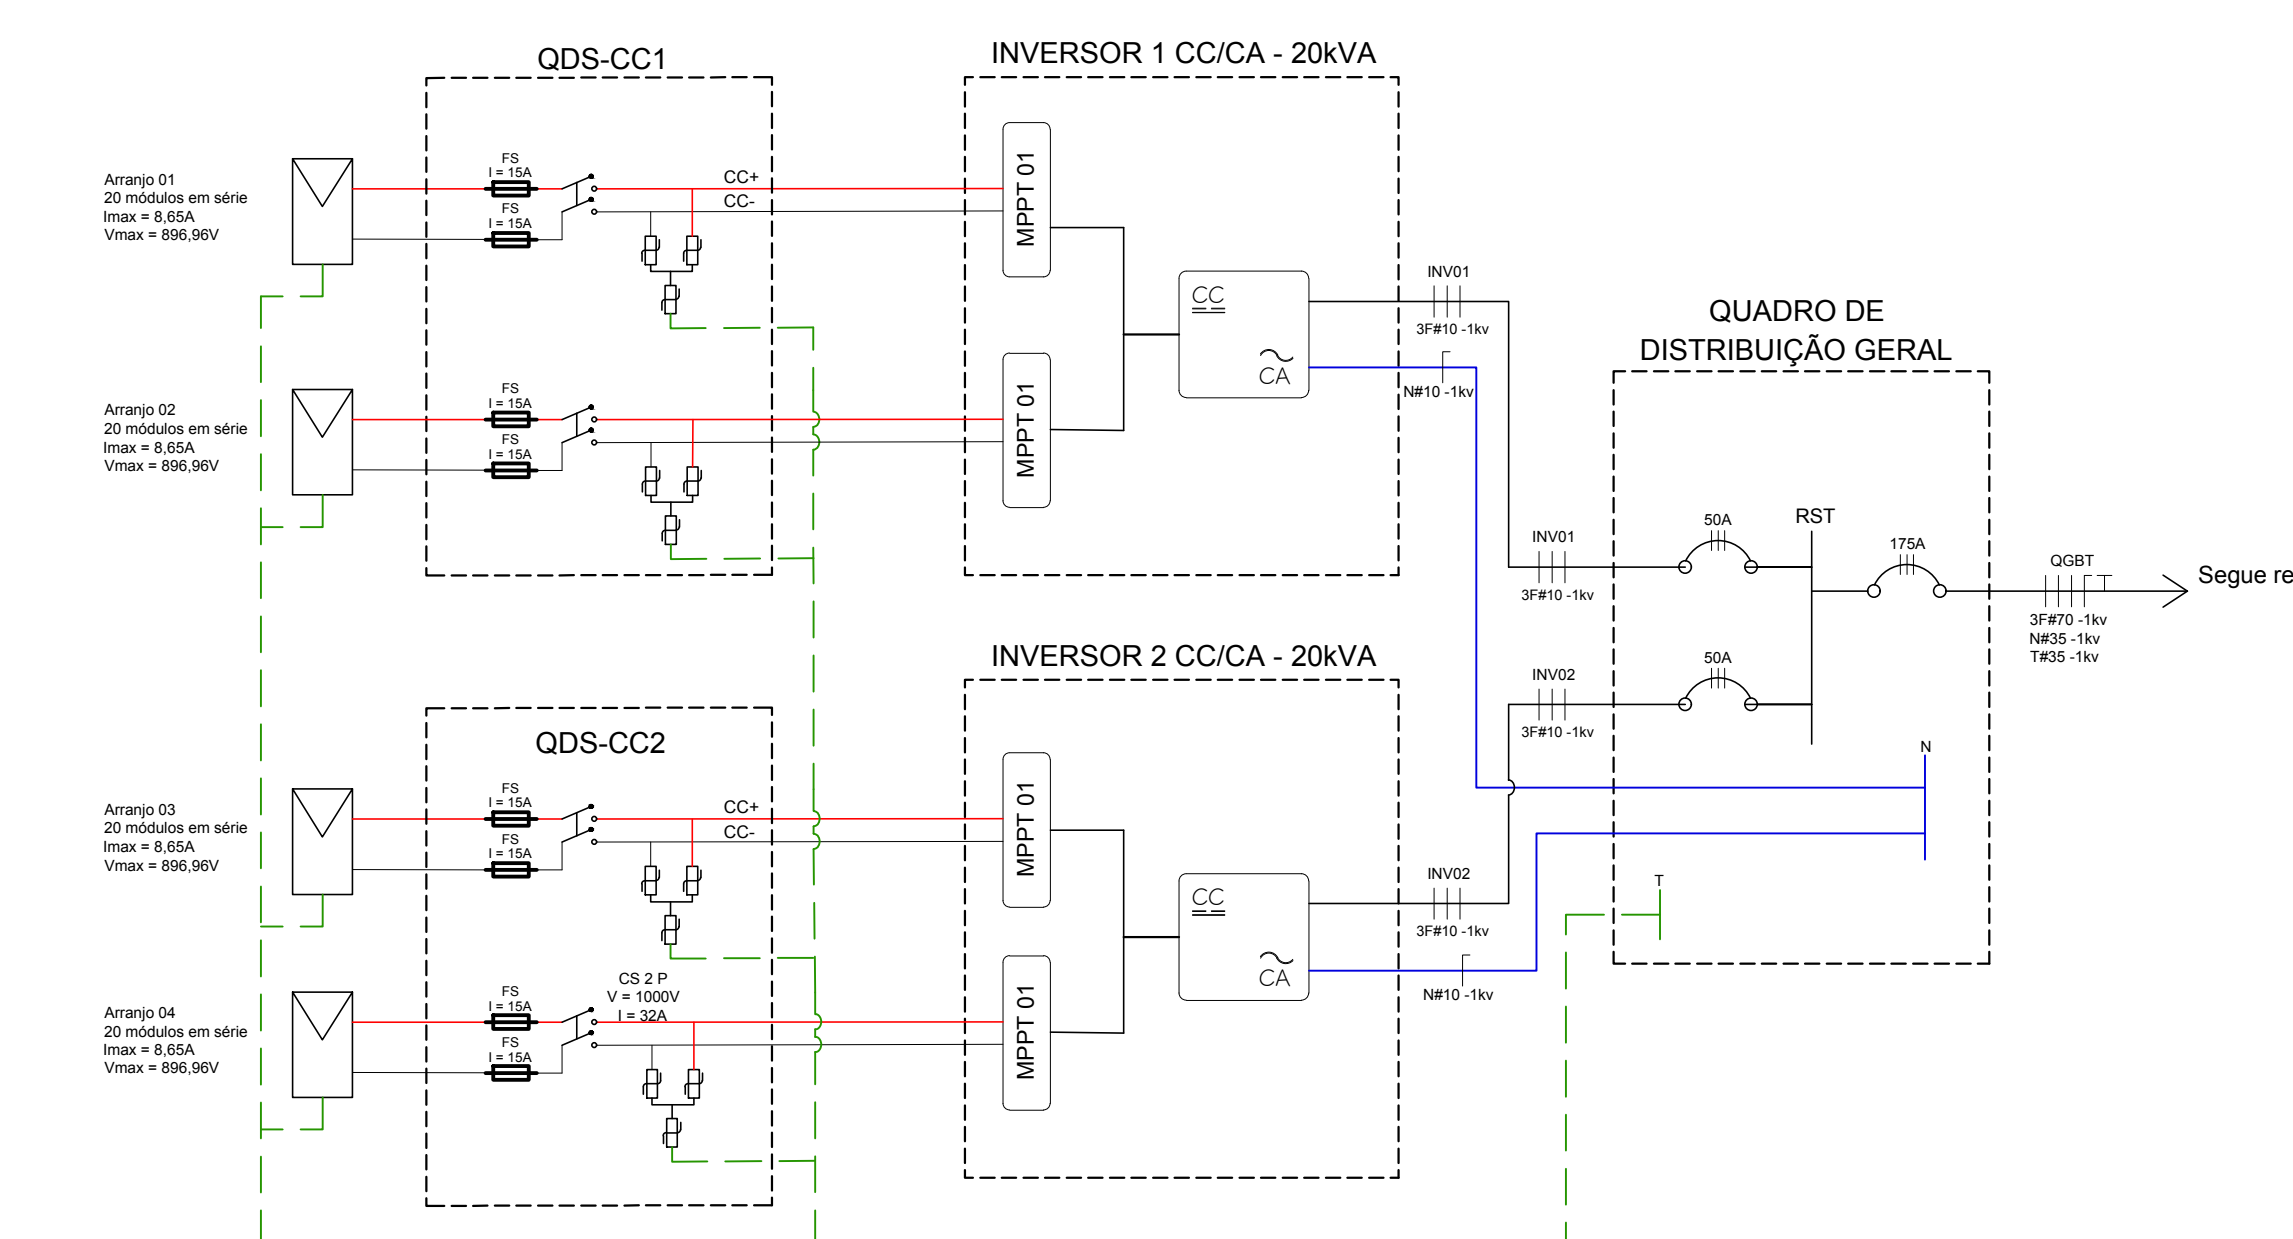 QDS-CC1
INVERSOR 1 CC/CA - 20kVA
Arranjo 01
20 módulos em série
Imax = 8,65A
Vmax = 896,96V
FS
I = 15A
FS
I = 15A
CC+
CC-
MPPT 01
Arranjo 02
20 módulos em série
Imax = 8,65A
Vmax = 896,96V
FS
I = 15A
FS
I = 15A
MPPT 01
CC
CA
INV01
3F#10 -1kv
N#10 -1kv
QUADRO DE
DISTRIBUIÇÃO GERAL
INV01
3F#10 -1kv
50A
RST
175A
QGBT
3F#70 -1kv
N#35 -1kv
T#35 -1kv
Segue re
INV02
3F#10 -1kv
50A
N
T
INVERSOR 2 CC/CA - 20kVA
QDS-CC2
Arranjo 03
20 módulos em série
Imax = 8,65A
Vmax = 896,96V
FS
I = 15A
FS
I = 15A
CC+
CC-
MPPT 01
Arranjo 04
20 módulos em série
Imax = 8,65A
Vmax = 896,96V
FS
I = 15A
FS
I = 15A
CS 2 P
V = 1000V
I = 32A
MPPT 01
CC
CA
INV02
3F#10 -1kv
N#10 -1kv